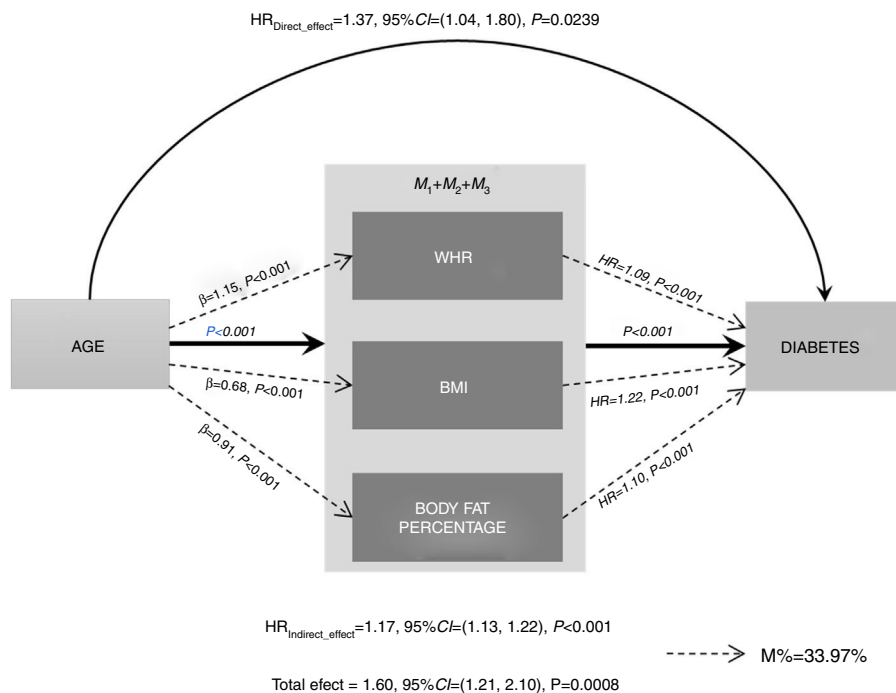 HRDirect_effect=1.37, 95%CI=(1.04, 1.80), P=0.0239
M1+M2+M3
WHR
β=1.15, P<0.001
HR=1.09, P<0.001
AGE
P<0.001
P<0.001
DIABETES
BMI
β=0.68, P<0.001
HR=1.22, P<0.001
β=0.91, P<0.001
HR=1.10, P<0.001
BODY FAT
PERCENTAGE
HRIndirect_effect=1.17, 95%CI=(1.13, 1.22), P<0.001
M%=33.97%
Total efect = 1.60, 95%CI=(1.21, 2.10), P=0.0008